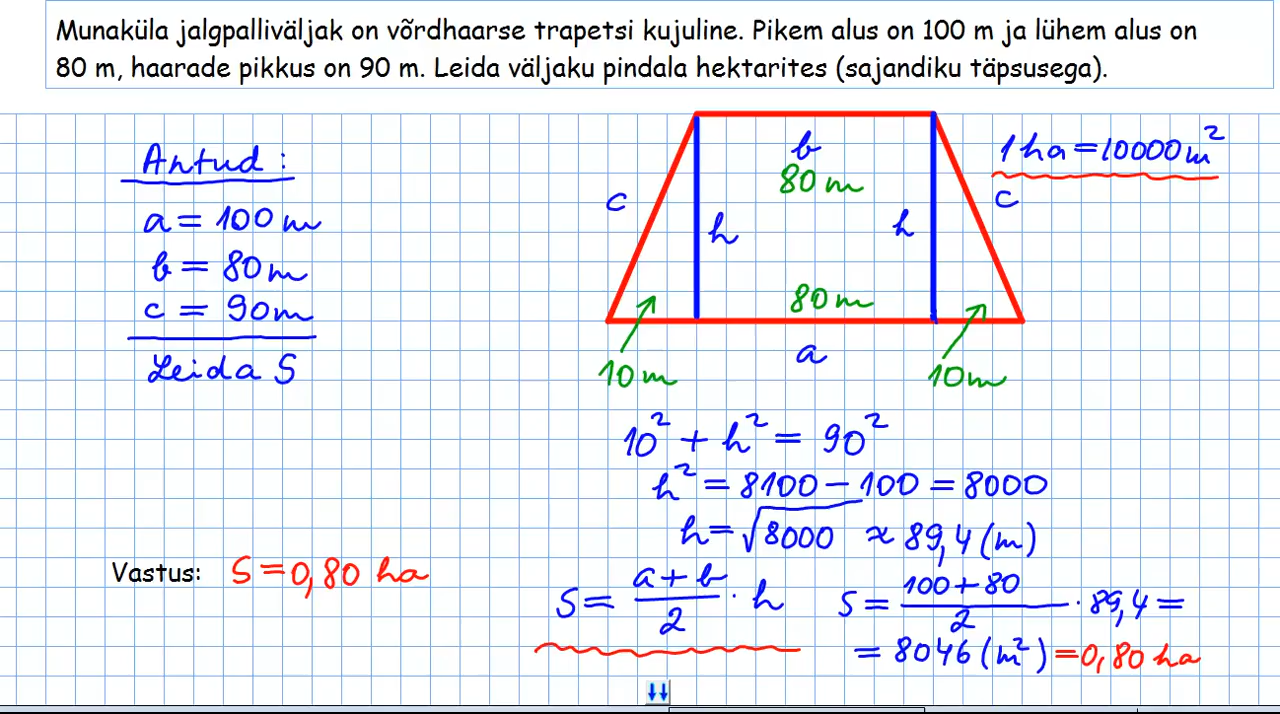 Munaküla jalgpalliväljak on võrdhaarse trapetsi kujuline. Pikem alus on 100 m ja lühem alus on
80 m, haarade pikkus on 90 m. Leida väljaku pindala hektarites (sajandiku täpsusega).
Antud:
a = 100 m
b = 80 m
c = 90 m
Leida S
b
80 m
1 ha = 10000 m²
c
c
h
h
80 m
a
10 m
10 m
10² + h² = 90²
h² = 8100 − 100 = 8000
h = √8000 ≈ 89,4 (m)
S = (a + b)/2 · h
S = (100 + 80)/2 · 89,4 =
= 8046 (m²) = 0,80 ha
Vastus: S = 0,80 ha